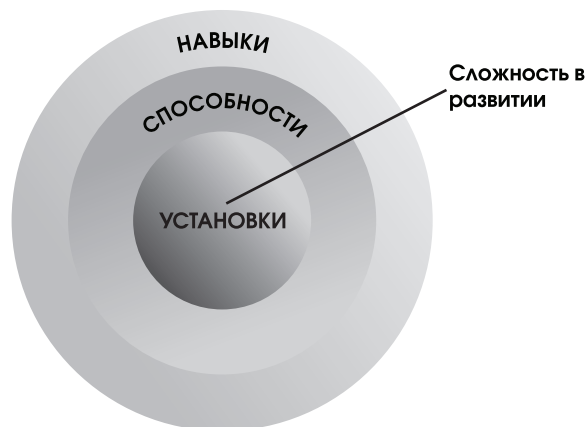 НАВЫКИ
СПОСОБНОСТИ
УСТАНОВКИ
Сложность в
развитии